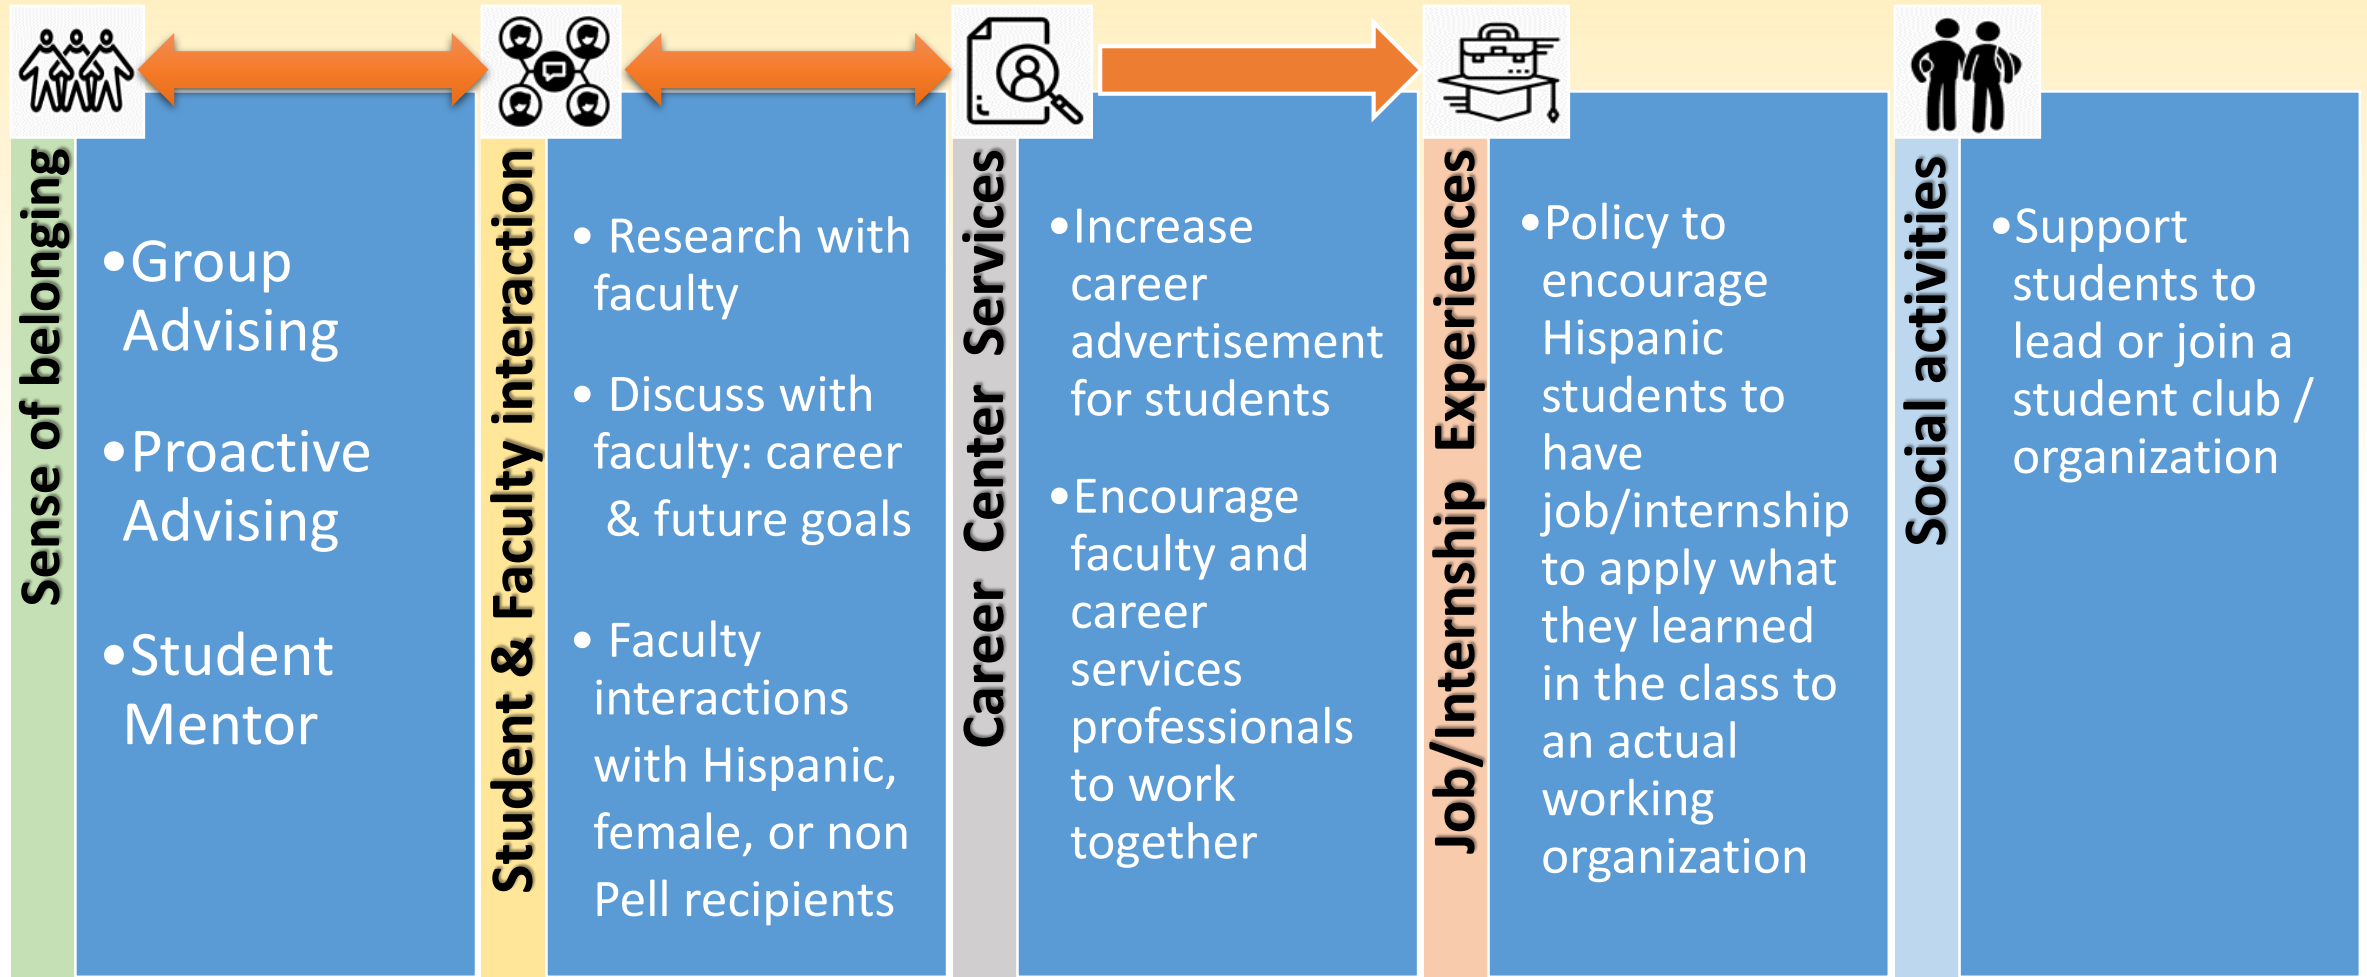 Sense of belonging
•Group
Advising
•Proactive
Advising
•Student
Mentor
Student & Faculty interaction
• Research with
faculty
• Discuss with
faculty: career
& future goals
• Faculty
interactions
with Hispanic,
female, or non
Pell recipients
Career Center Services
•Increase
career
advertisement
for students
•Encourage
faculty and
career
services
professionals
to work
together
Job/Internship Experiences
•Policy to
encourage
Hispanic
students to
have
job/internship
to apply what
they learned
in the class to
an actual
working
organization
Social activities
•Support
students to
lead or join a
student club /
organization